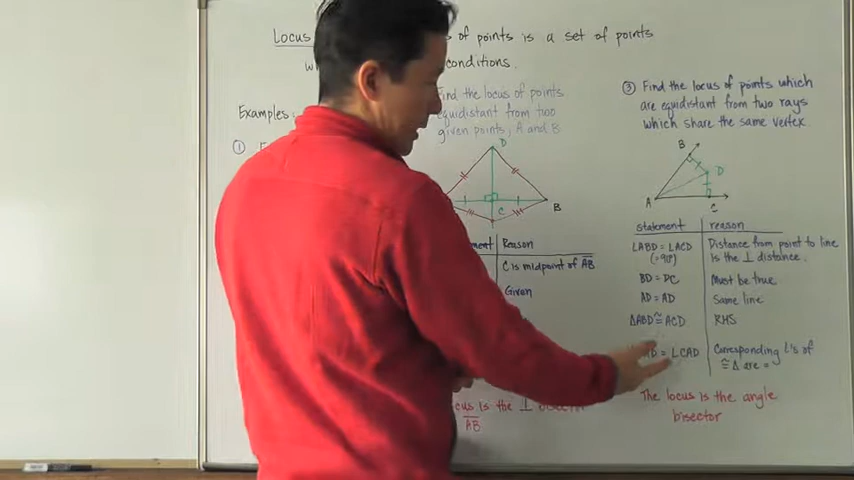 Locus of points is a set of points
conditions.
Examples:
①
Find the locus of points
equidistant from two
given points, A and B
D
B
C
Reason
C is midpoint of AB
Given
Locus is the ⊥ bisector
AB
③ Find the locus of points which
are equidistant from two rays
which share the same vertex
B
D
A
C
statement reason
∠ABD = ∠ACD Distance from point to line
(=90°) is the ⊥ distance.
BD = DC Must be true
AD = AD Same line
△ABD ≅ ACD RHS
= ∠CAD Corresponding ∠'s of
≅ △ are =
The locus is the angle
bisector